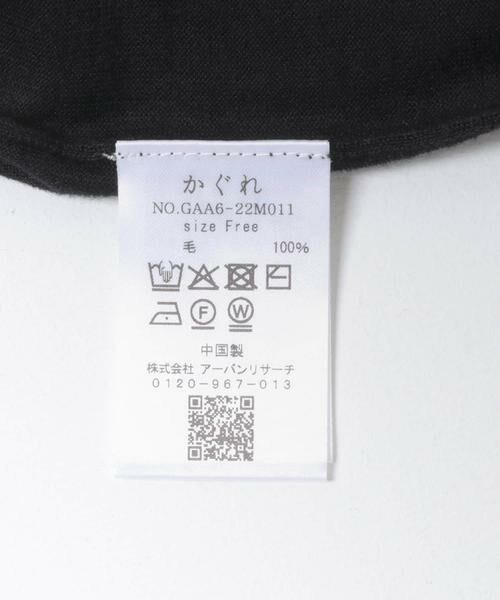 かぐれ
NO.GAA6-22M011
size Free
毛 100%
F W
中国製
株式会社 アーバンリサーチ
0120-967-013